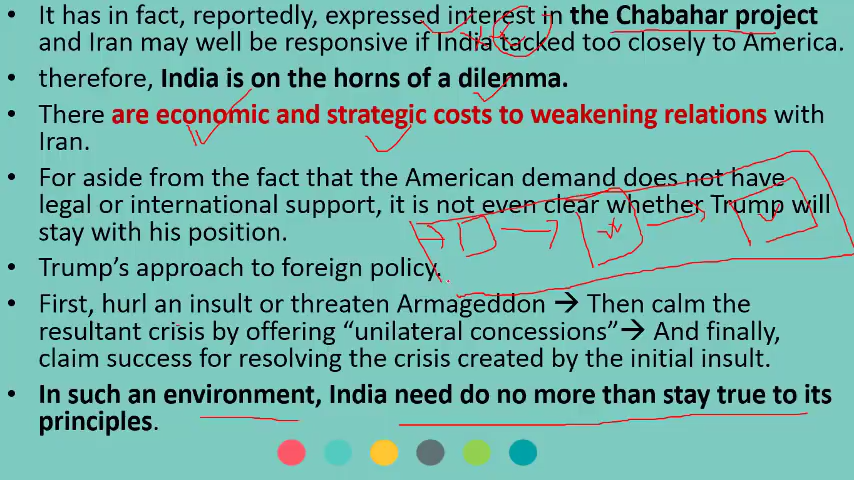 • It has in fact, reportedly, expressed interest in the Chabahar project
and Iran may well be responsive if India tacked too closely to America.
• therefore, India is on the horns of a dilemma.
• There are economic and strategic costs to weakening relations with
Iran.
• For aside from the fact that the American demand does not have
legal or international support, it is not even clear whether Trump will
stay with his position.
• Trump's approach to foreign policy.
• First, hurl an insult or threaten Armageddon → Then calm the
resultant crisis by offering “unilateral concessions”→ And finally,
claim success for resolving the crisis created by the initial insult.
• In such an environment, India need do no more than stay true to its
principles.